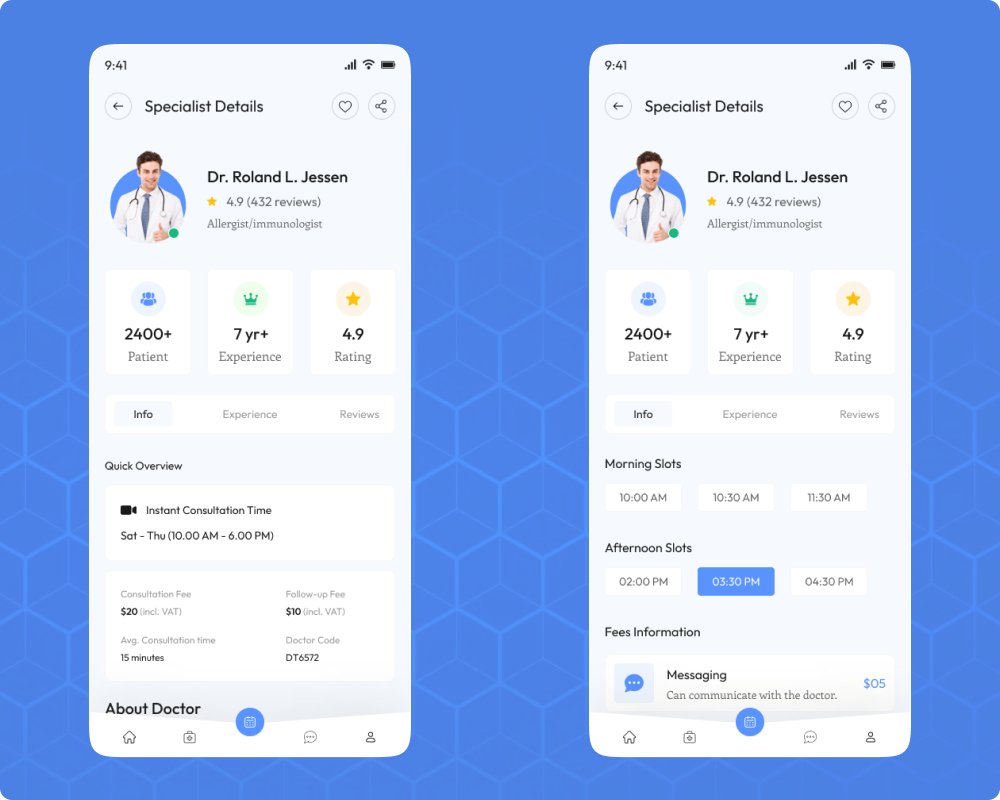 9:41
Specialist Details
Dr. Roland L. Jessen
4.9 (432 reviews)
Allergist/immunologist
2400+ 7 yr+ 4.9
Patient Experience Rating
Info Experience Reviews
Quick Overview
Instant Consultation Time
Sat - Thu (10.00 AM - 6.00 PM)
Consultation Fee Follow-up Fee
$20 (incl. VAT) $10 (incl. VAT)
Avg. Consultation time Doctor Code
15 minutes DT6572
About Doctor
9:41
Specialist Details
Dr. Roland L. Jessen
4.9 (432 reviews)
Allergist/immunologist
2400+ 7 yr+ 4.9
Patient Experience Rating
Info Experience Reviews
Morning Slots
10:00 AM 10:30 AM 11:30 AM
Afternoon Slots
02:00 PM 03:30 PM 04:30 PM
Fees Information
Messaging
$05
Can communicate with the doctor.